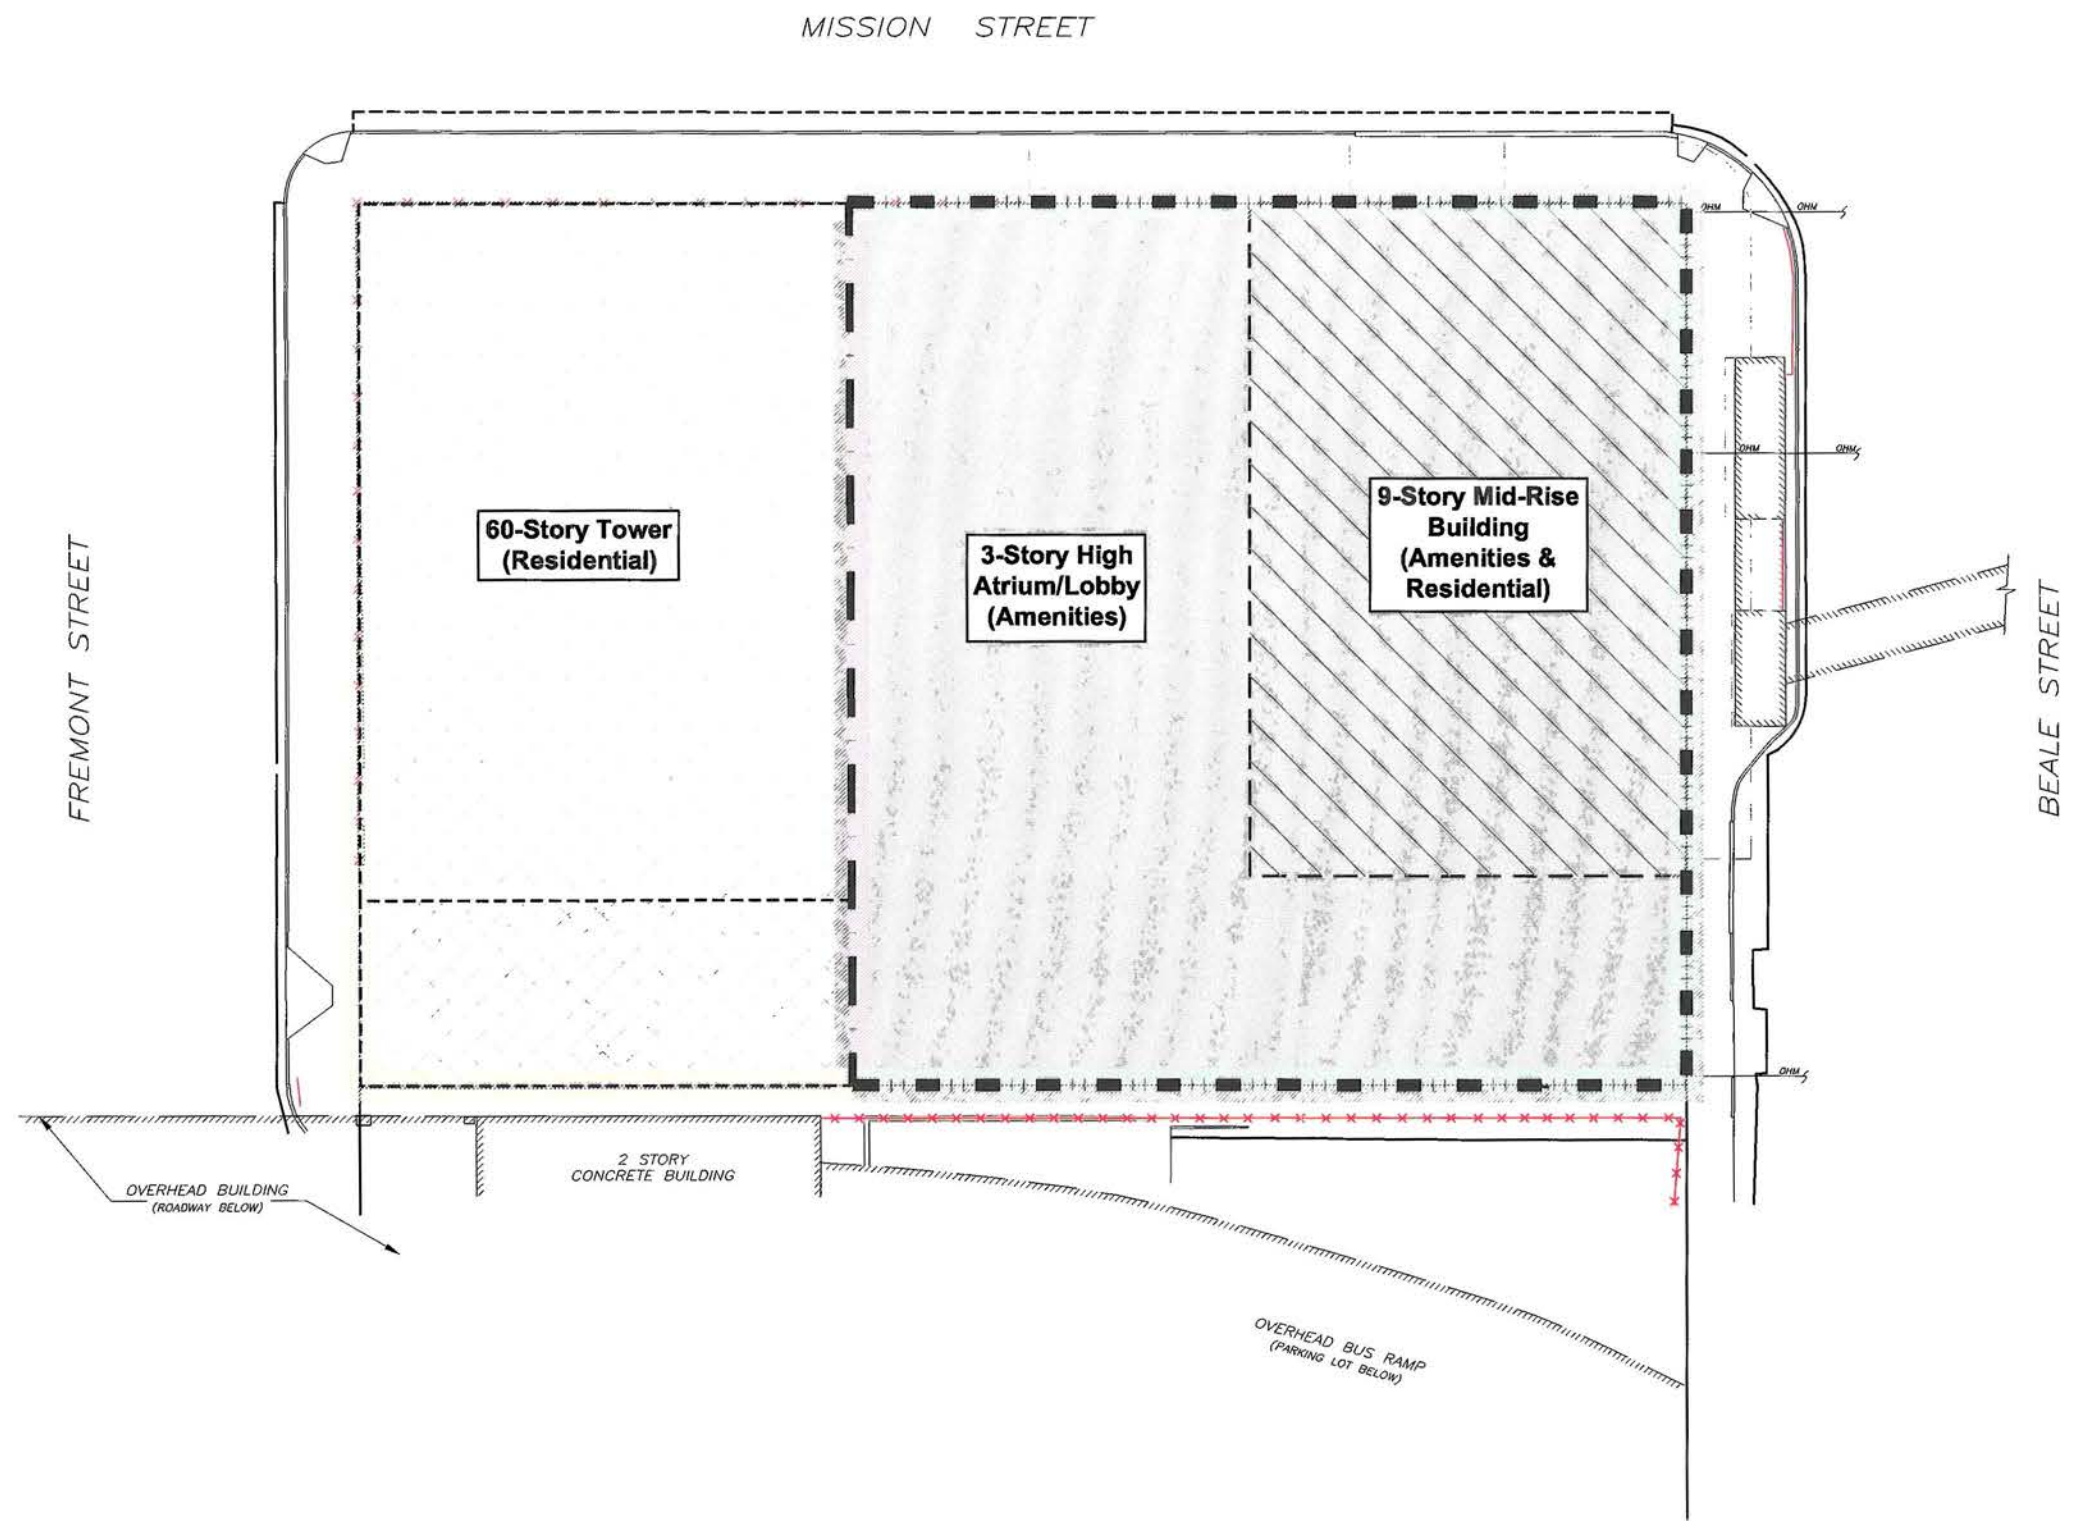 MISSION STREET
OHM
OHM
OHM
OHM
60-Story Tower
(Residential)
3-Story High
Atrium/Lobby
(Amenities)
9-Story Mid-Rise
Building
(Amenities &
Residential)
FREMONT STREET
BEALE STREET
OHM
2 STORY
CONCRETE BUILDING
OVERHEAD BUILDING
(ROADWAY BELOW)
OVERHEAD BUS RAMP
(PARKING LOT BELOW)